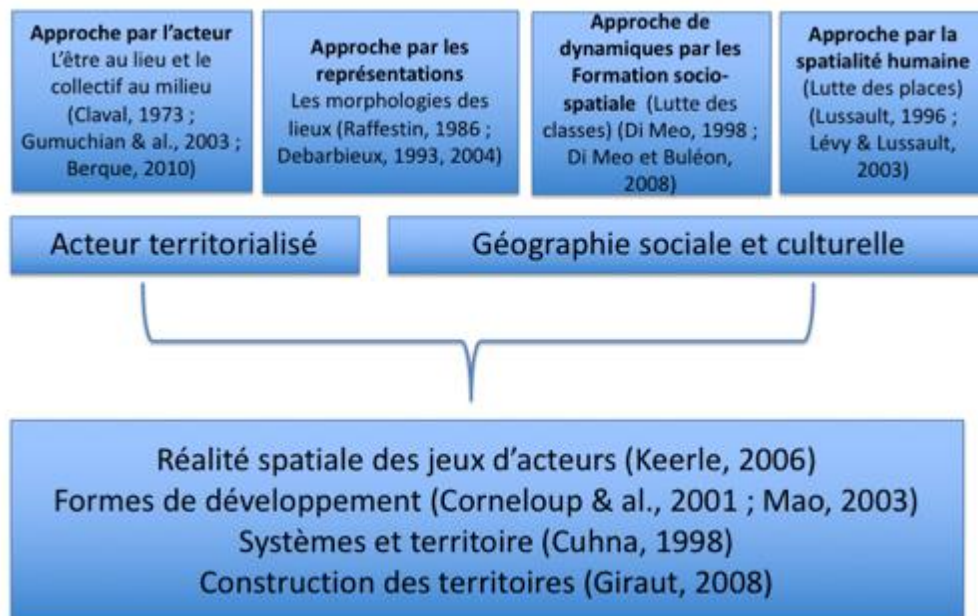 Approche par l'acteur
L'être au lieu et le
collectif au milieu
(Claval, 1973 ;
Gumuchian & al., 2003 ;
Berque, 2010)
Approche par les
représentations
Les morphologies des
lieux (Raffestin, 1986 ;
Debarbieux, 1993, 2004)
Approche de
dynamiques par les
Formation socio-
spatiale (Lutte des
classes) (Di Meo, 1998 ;
Di Meo et Buléon,
2008)
Approche par la
spatialité humaine
(Lutte des places)
(Lussault, 1996 ;
Lévy & Lussault,
2003)
Acteur territorialisé
Géographie sociale et culturelle
Réalité spatiale des jeux d'acteurs (Keerle, 2006)
Formes de développement (Corneloup & al., 2001 ; Mao, 2003)
Systèmes et territoire (Cuhna, 1998)
Construction des territoires (Giraut, 2008)